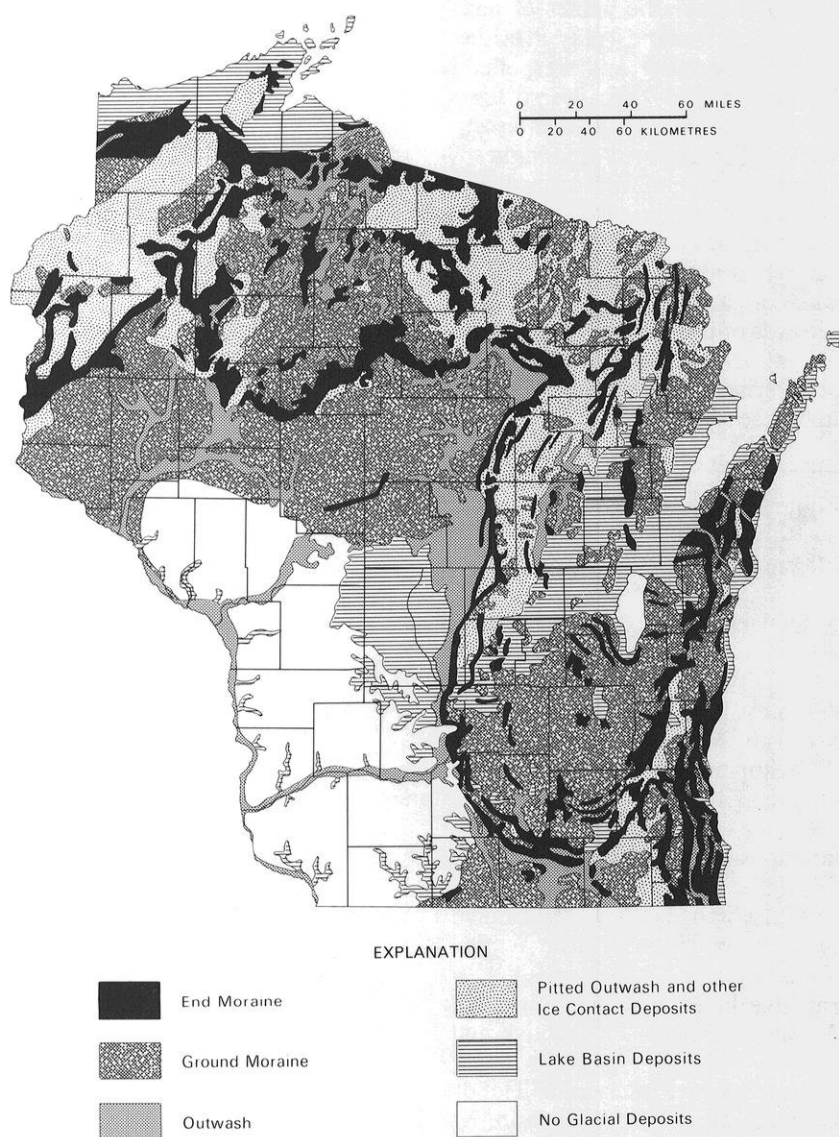 0 20 40 60 MILES
0 20 40 60 KILOMETRES
EXPLANATION
End Moraine
Ground Moraine
Outwash
Pitted Outwash and other
Ice Contact Deposits
Lake Basin Deposits
No Glacial Deposits